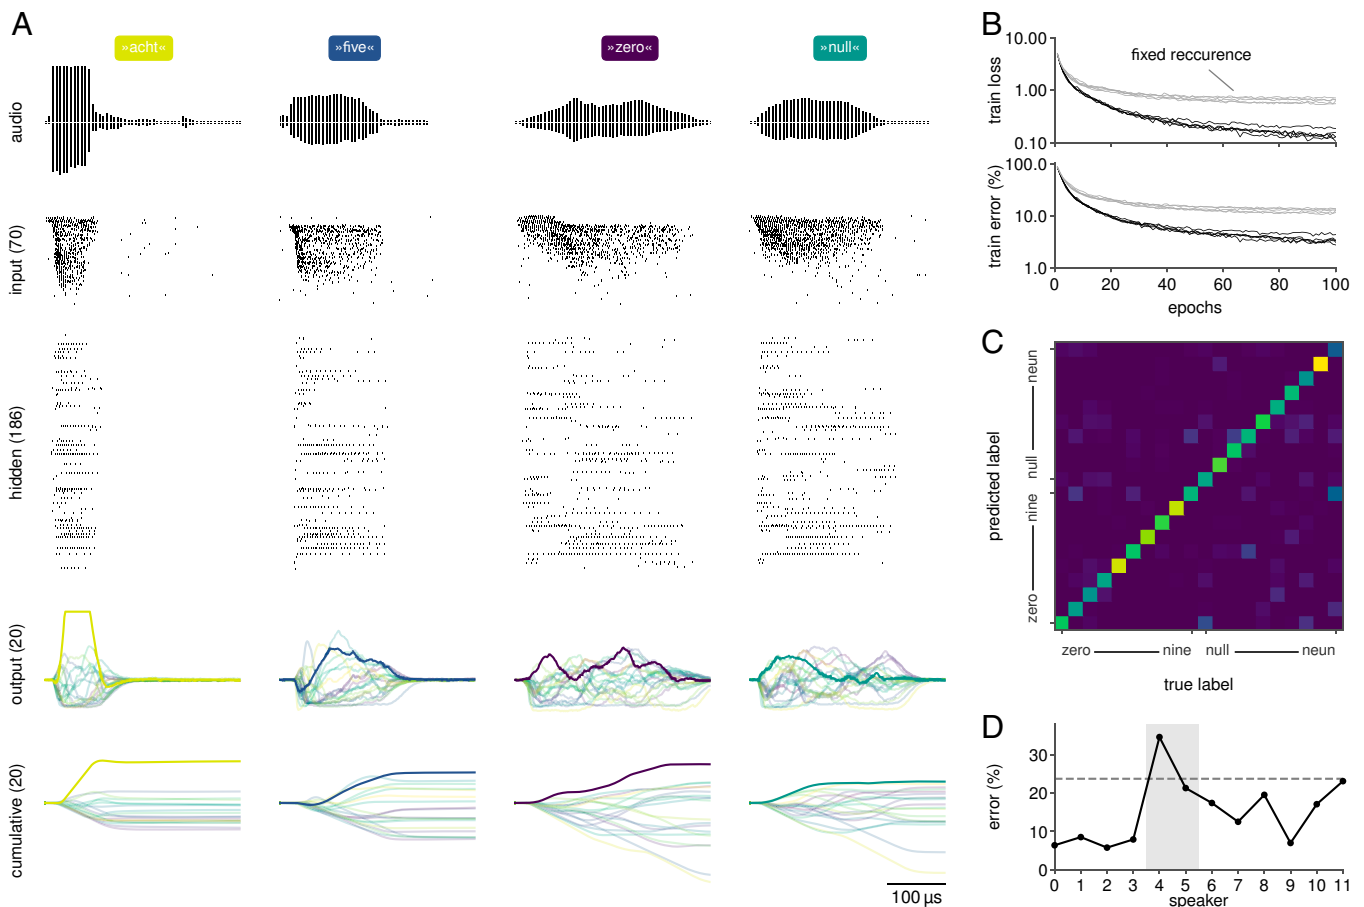 A
»acht«
»five«
»zero«
»null«
audio
input (70)
hidden (186)
output (20)
cumulative (20)
100 µs
B
10.00
1.00
0.10
train loss
fixed reccurence
100.0
10.0
1.0
train error (%)
0 20 40 60 80 100
epochs
C
predicted label
neun
null
nine
zero
zero nine null neun
true label
D
30
20
10
0
error (%)
0 1 2 3 4 5 6 7 8 9 10 11
speaker